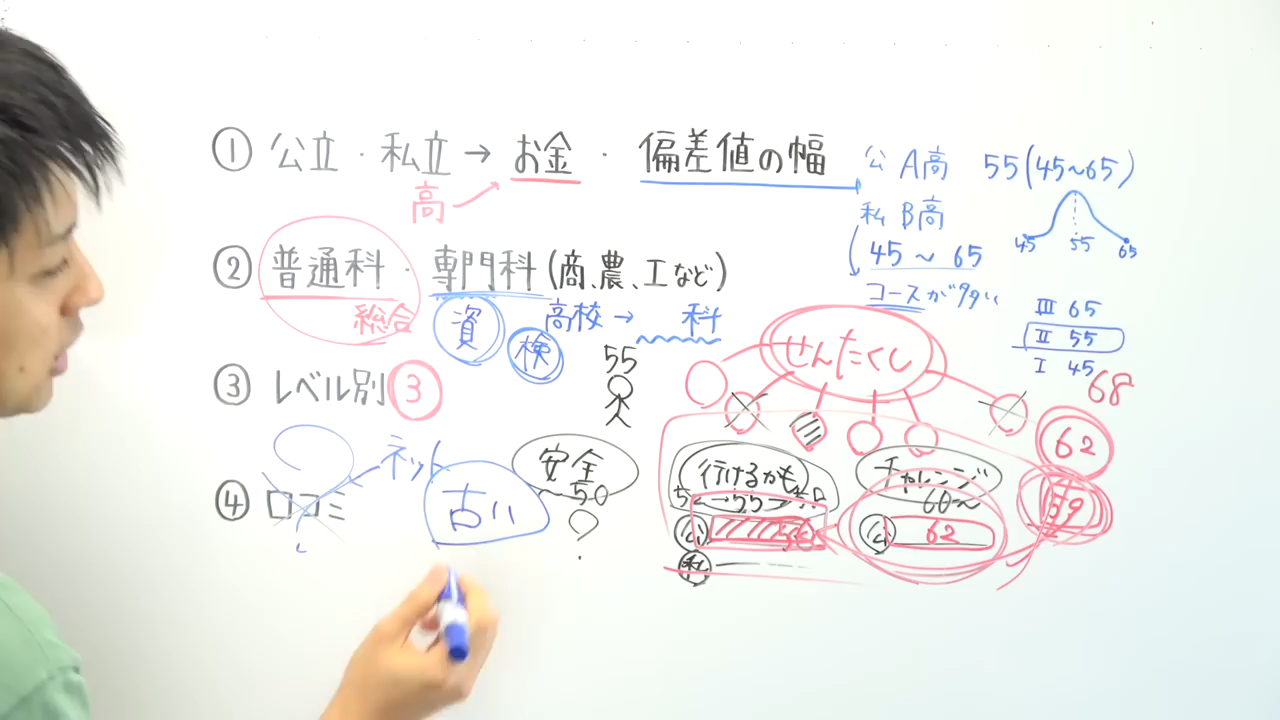 ① 公立・私立→お金・偏差値の幅
高
公 A高 55(45~65)
私 B高
45 ~ 65
コースが多い
45 55 65
② 普通科・専門科(商、農、工など)
総合
資
検
高校→ 科
Ⅲ 65
Ⅱ 55
Ⅰ 45
せんたくし
③ レベル別 ③
55
68
62
59
安全
~50
行けるかも
55
公
私
チャレンジ
60~
公 62
④ 口コミ
ネット
古い